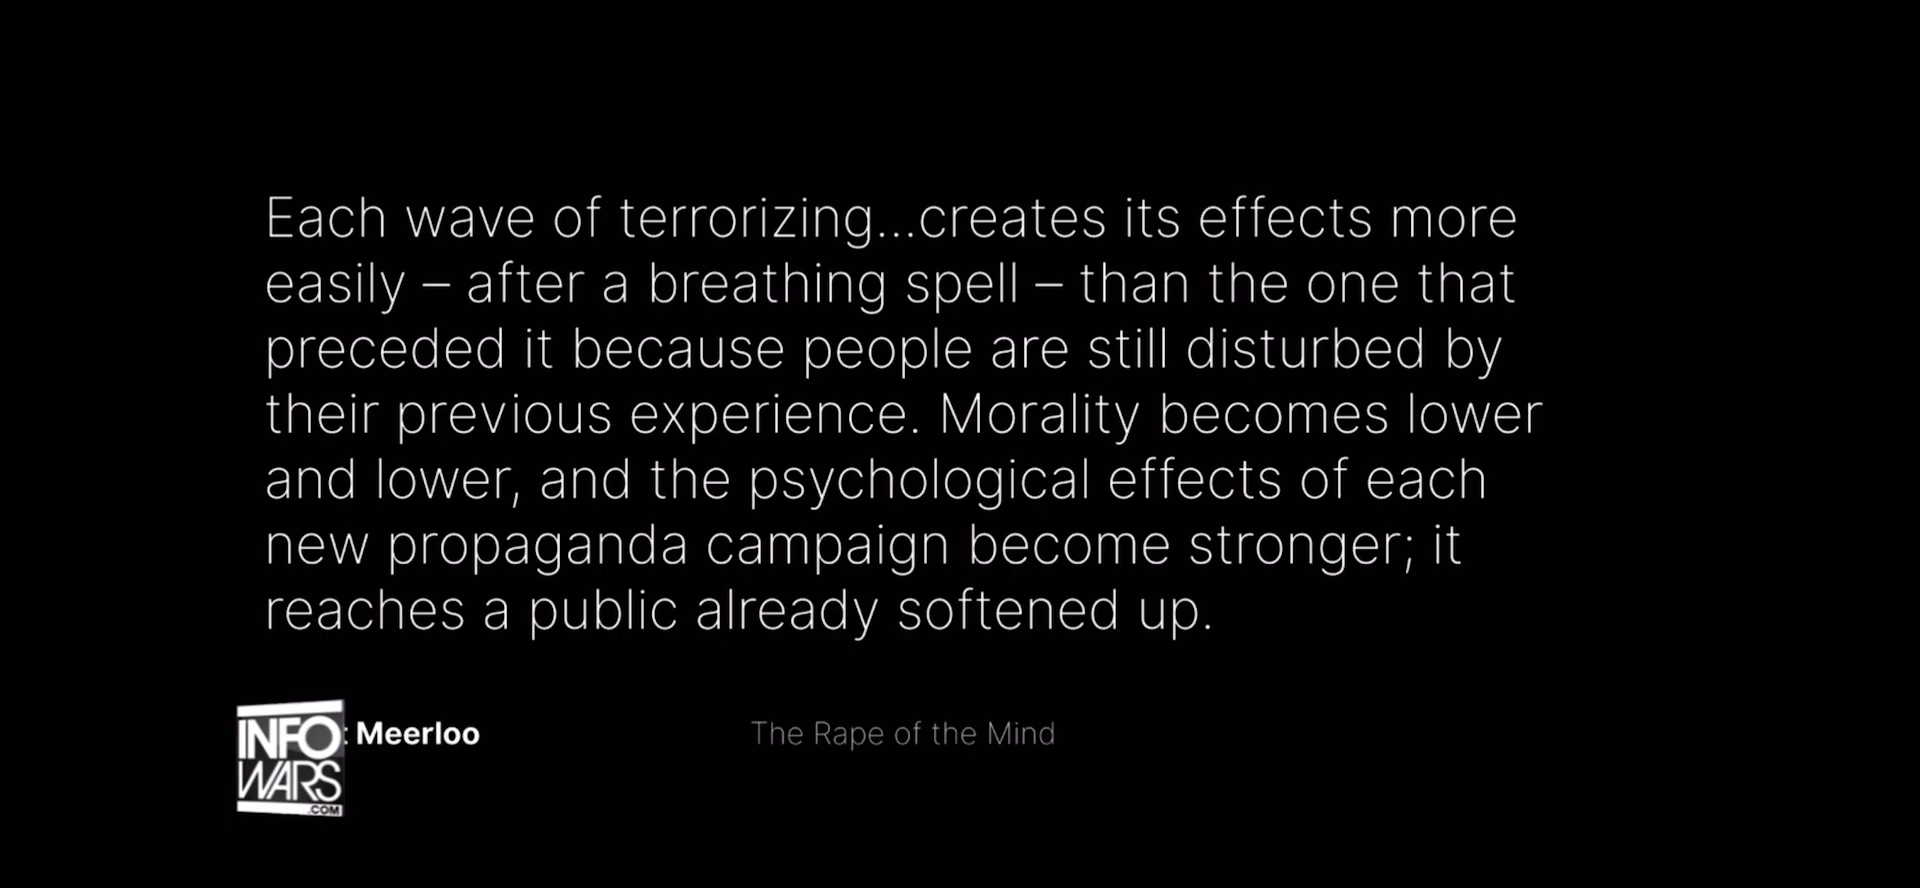 Each wave of terrorizing...creates its effects more
easily – after a breathing spell – than the one that
preceded it because people are still disturbed by
their previous experience. Morality becomes lower
and lower, and the psychological effects of each
new propaganda campaign become stronger; it
reaches a public already softened up.
INFO
WARS
.COM
Meerloo
The Rape of the Mind